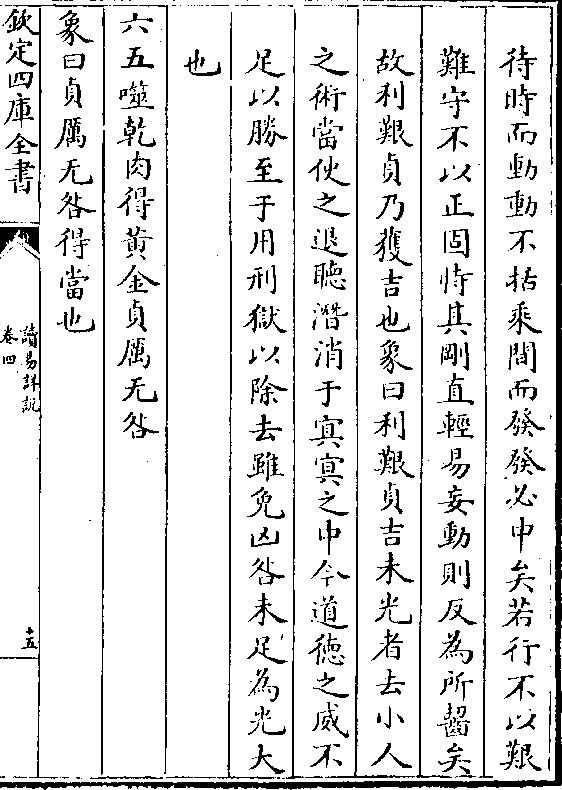 待時而動動不括乘間而發發必中矣若行不以艱
難守不以正固恃其剛直輕易妄動則反為所齧矣
故利艱貞乃獲吉也象曰利艱貞吉未光者去小人
之術當使之退聽潛消于冥冥之中今道德之威不
足以勝至于用刑獄以除去雖免凶咎未足為光大
也
六五噬乾肉得黃金貞厲无咎
象曰貞厲无咎得當也
欽定四庫全書
讀易詳說
卷四
十五